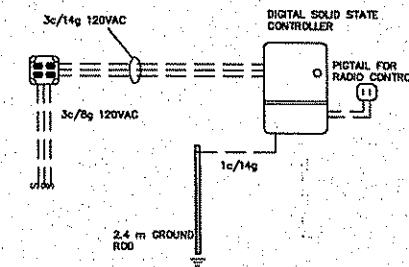 3c/14g 120VAC
DIGITAL SOLID STATE
CONTROLLER
PIGTAIL FOR
RADIO CONTROL
3c/8g 120VAC
1c/14g
2.4 m GROUND
ROD